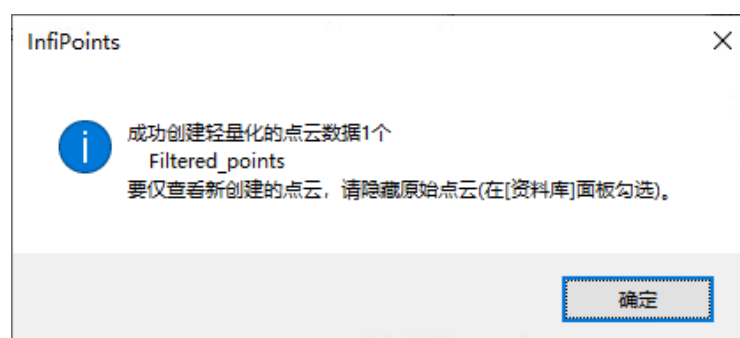 InfiPoints
成功创建轻量化的点云数据1个
Filtered_points
要仅查看新创建的点云，请隐藏原始点云(在[资料库]面板勾选)。
确定